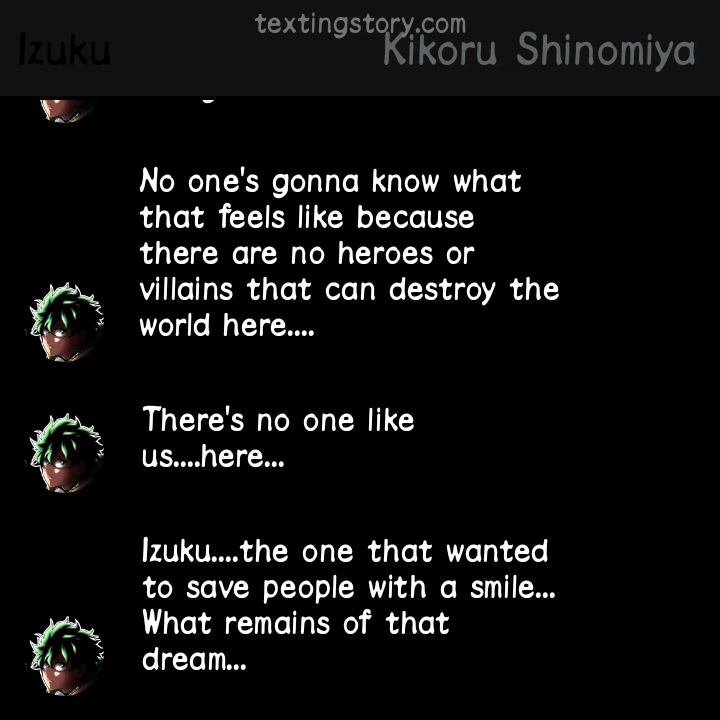 textingstory.com
Izuku
Kikoru Shinomiya
No one's gonna know what
that feels like because
there are no heroes or
villains that can destroy the
world here....
There's no one like
us....here...
Izuku....the one that wanted
to save people with a smile...
What remains of that
dream...